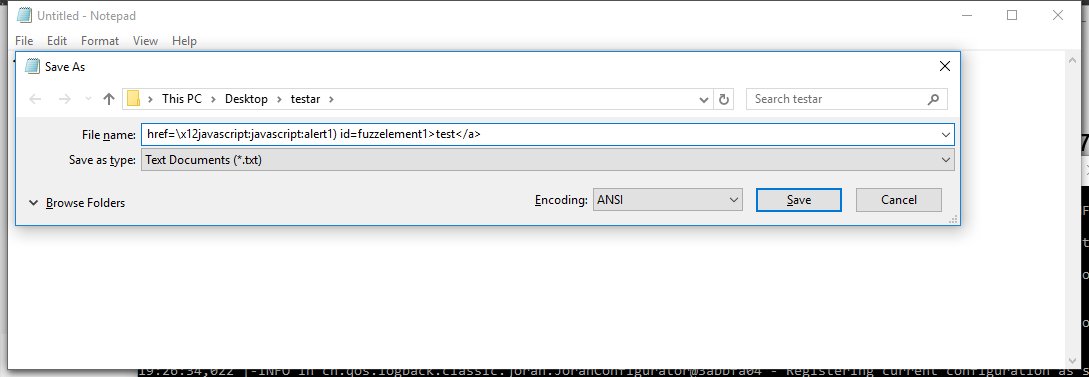 Untitled - Notepad
File Edit Format View Help
Save As
This PC Desktop testar
Search testar
File name: href=\x12javascript:javascript:alert1) id=fuzzelement1>test</a>
Save as type: Text Documents (*.txt)
Browse Folders
Encoding: ANSI
Save
Cancel
19:26:34,022 |-INFO in ch.qos.logback.classic.joran.JoranConfigurator@3abbfa04 - Registering current configuration as s